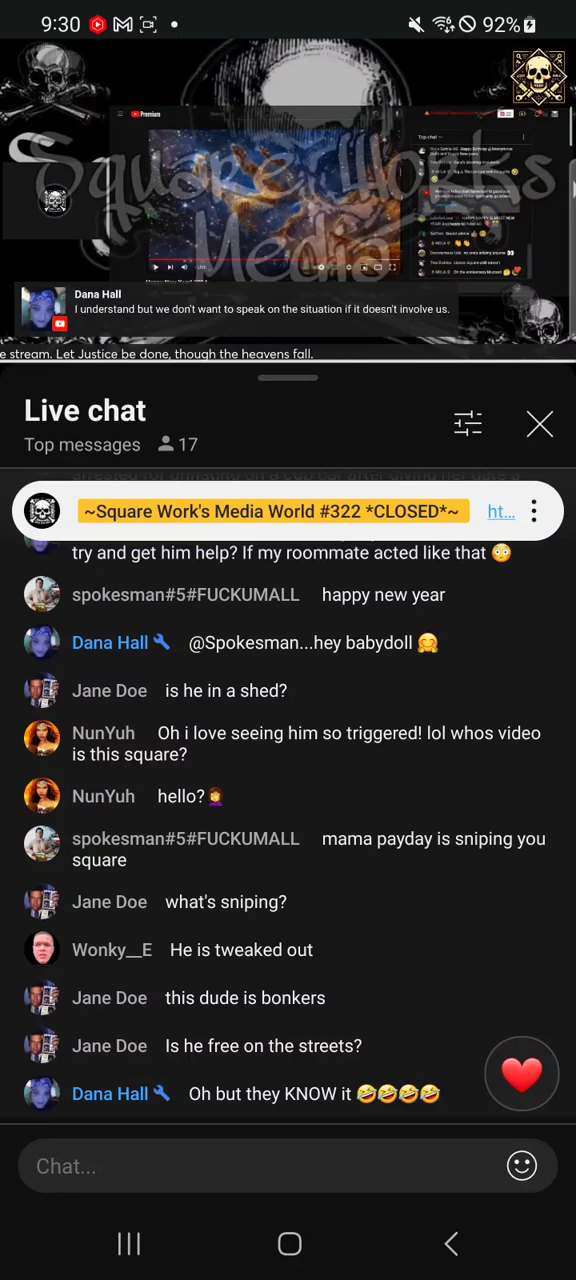 9:30
92%
Premium
Square Works
Media
Top chat
LIVE
Dana Hall
I understand but we don't want to speak on the situation if it doesn't involve us.
e stream. Let Justice be done, though the heavens fall.
Live chat
Top messages 17
~Square Work's Media World #322 *CLOSED*~ ht...
try and get him help? If my roommate acted like that 😳
spokesman#5#FUCKUMALL happy new year
Dana Hall @Spokesman...hey babydoll 🤗
Jane Doe is he in a shed?
NunYuh Oh i love seeing him so triggered! lol whos video
is this square?
NunYuh hello?🤦‍♀️
spokesman#5#FUCKUMALL mama payday is sniping you
square
Jane Doe what's sniping?
Wonky__E He is tweaked out
Jane Doe this dude is bonkers
Jane Doe Is he free on the streets?
Dana Hall Oh but they KNOW it 🤣🤣🤣🤣
Chat...